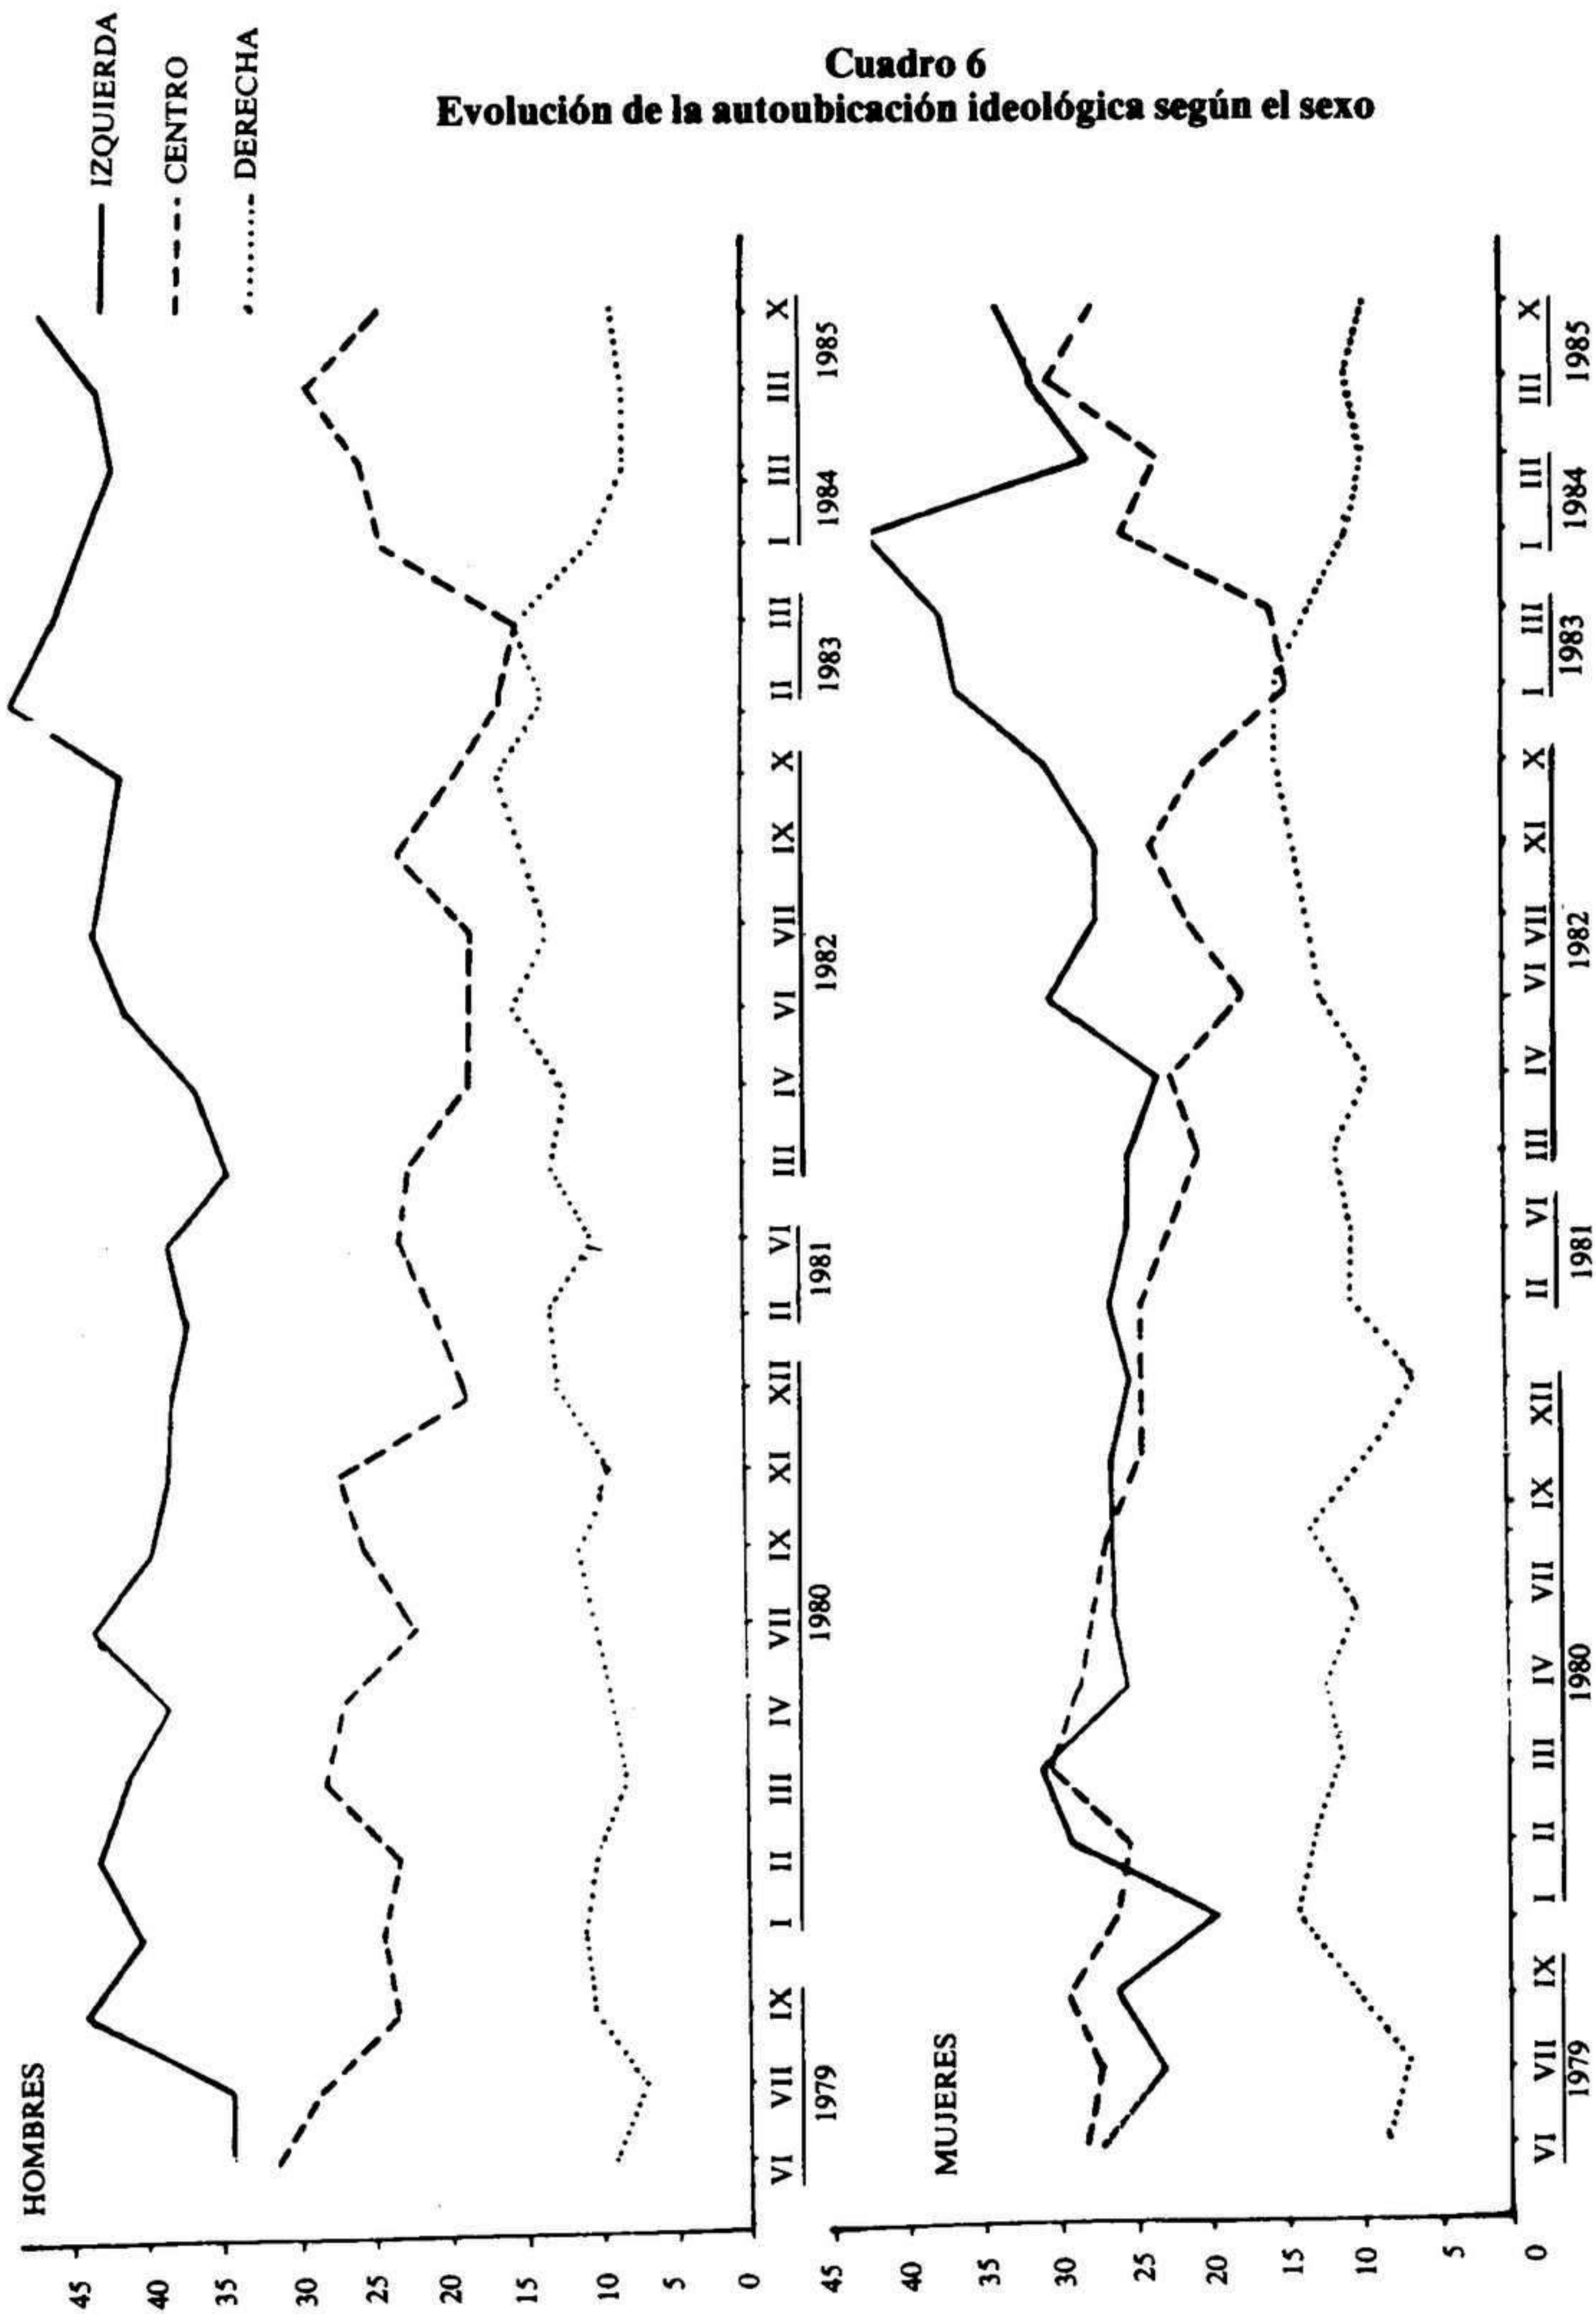 Cuadro 6
Evolución de la autoubicación ideológica según el sexo
IZQUIERDA
CENTRO
DERECHA
HOMBRES
45
40
35
30
25
20
15
10
5
0
VI VII IX I II III IV VII IX XI XII II VI III IV VI VII IX X II III I III III X
1979 1980 1981 1982 1983 1984 1985
MUJERES
45
40
35
30
25
20
15
10
5
0
VI VII IX I II III IV VII IX XII II VI III IV VI VII XI X I III I III III X
1979 1980 1981 1982 1983 1984 1985